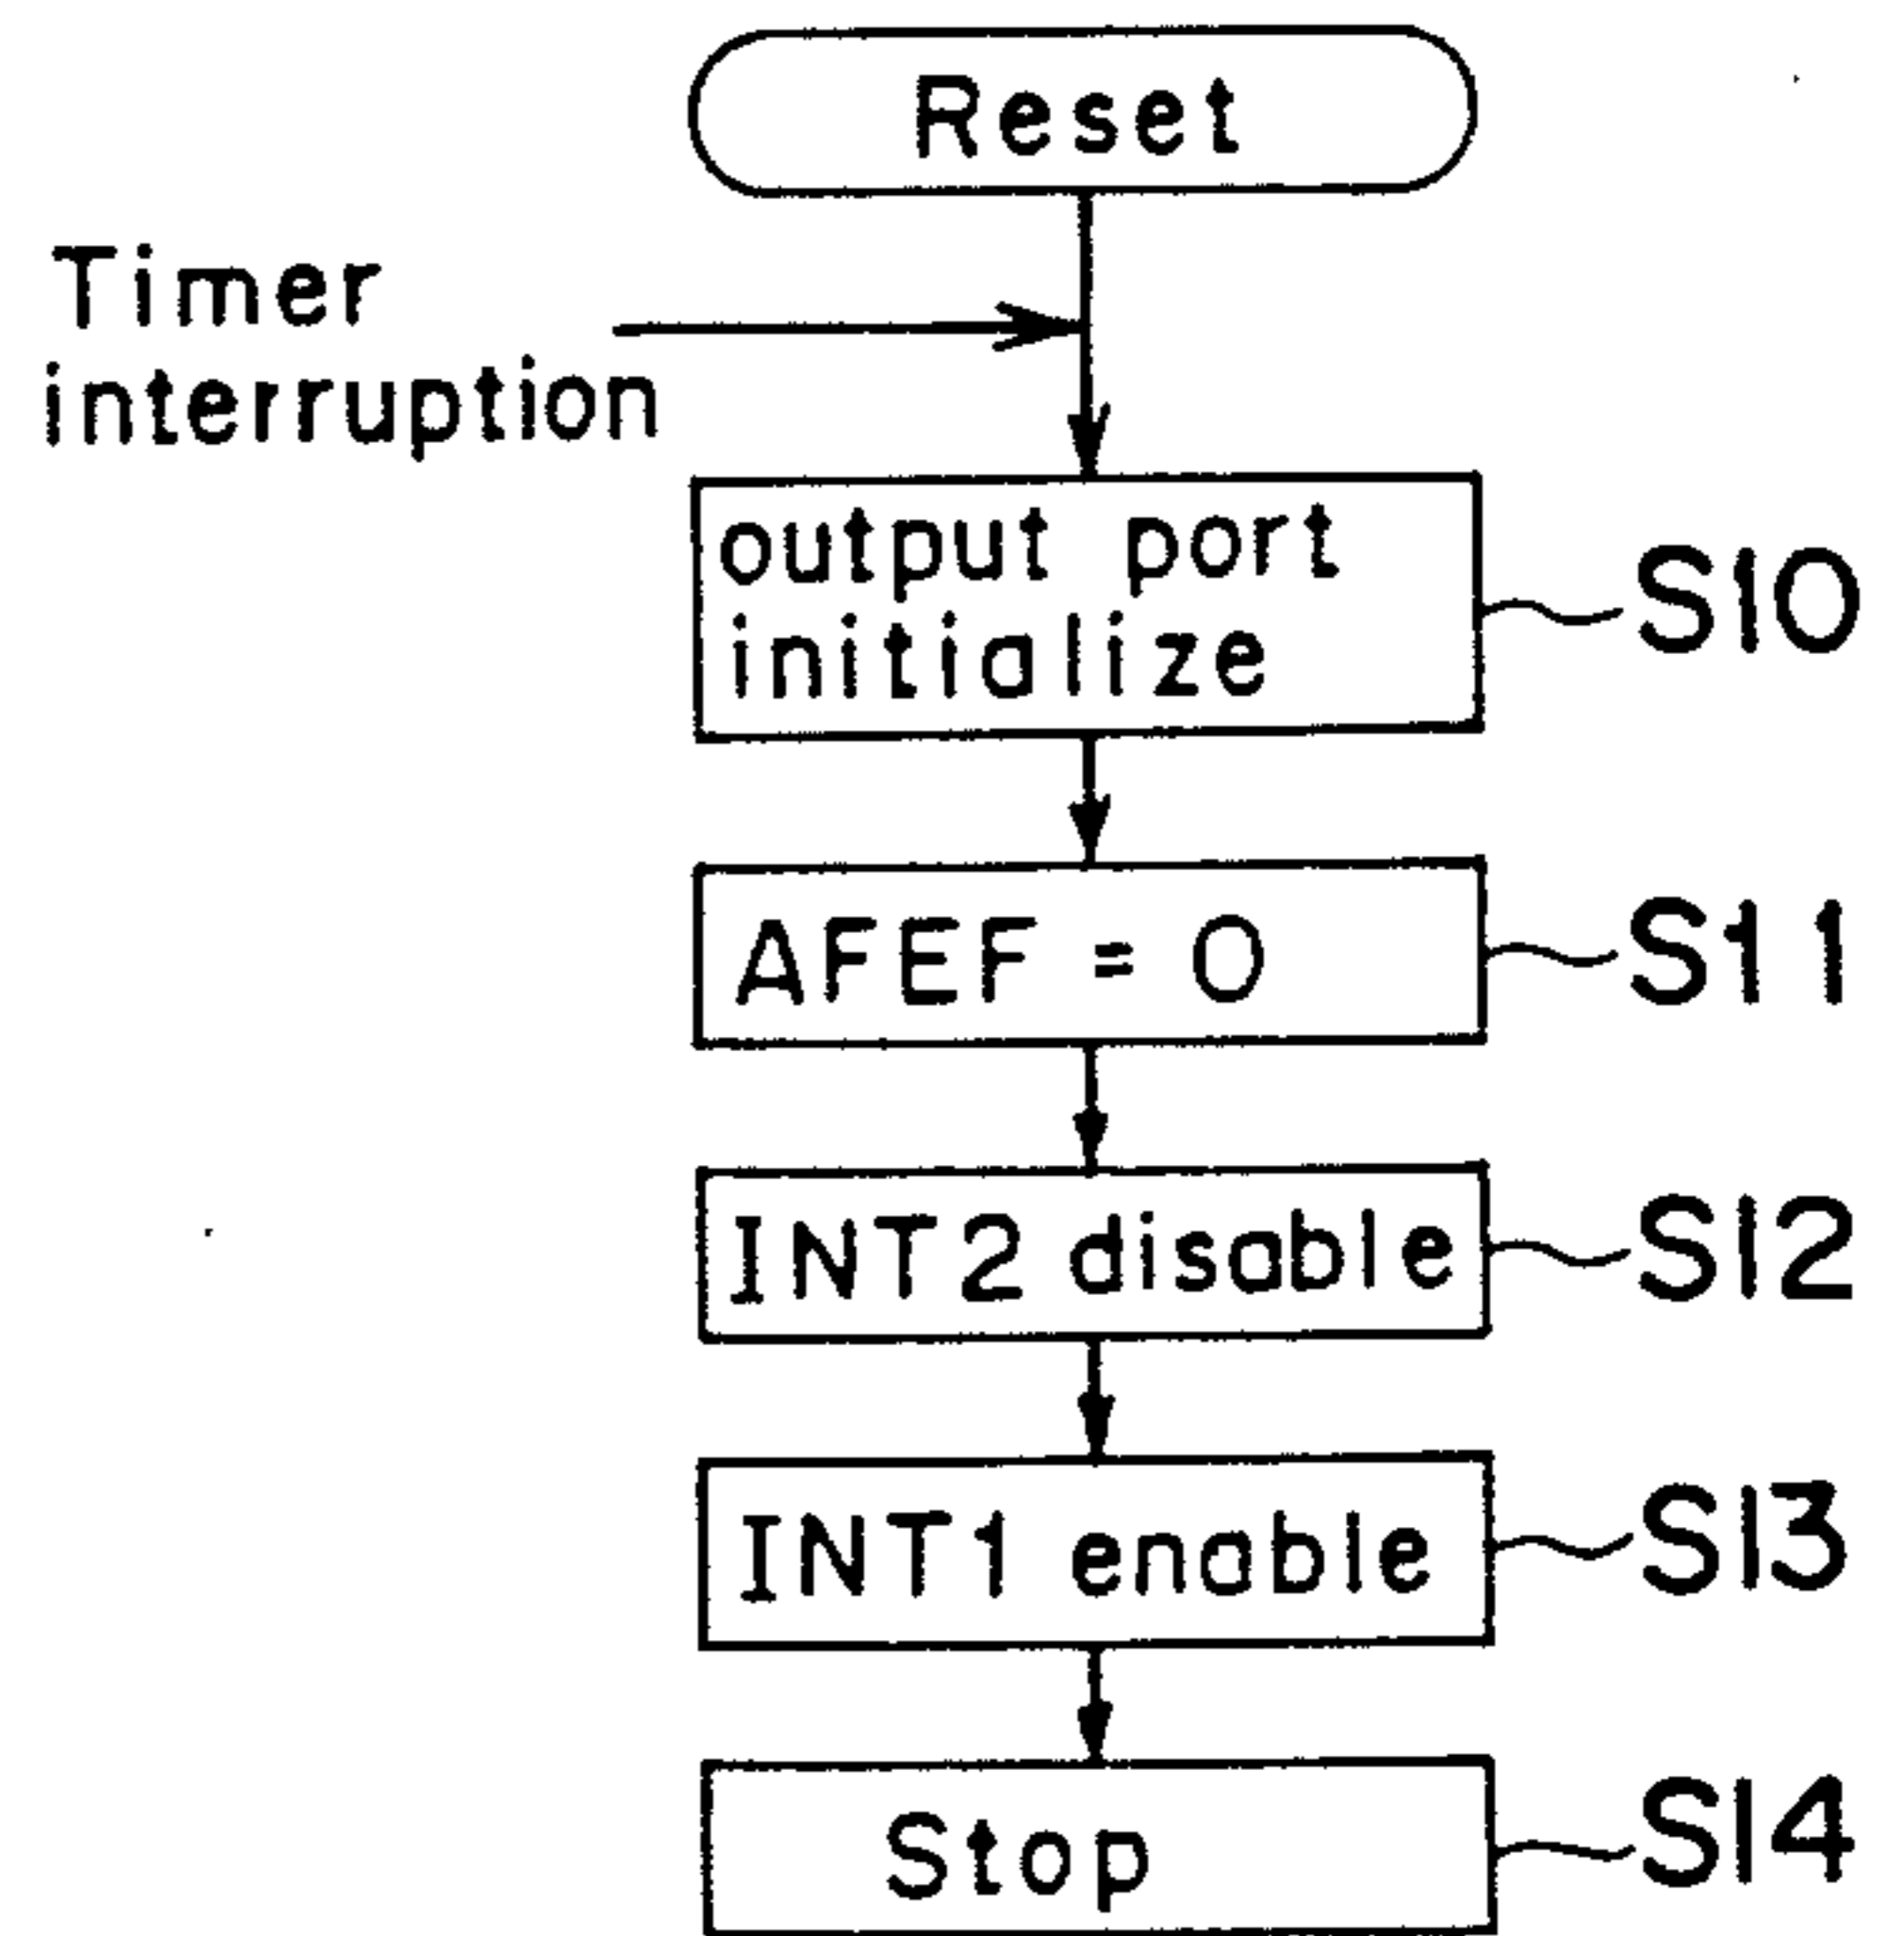 Reset
Timer
interruption
output port
initialize
S10
AFEF = 0
S11
INT2 disable
S12
INT1 enable
S13
Stop
S14